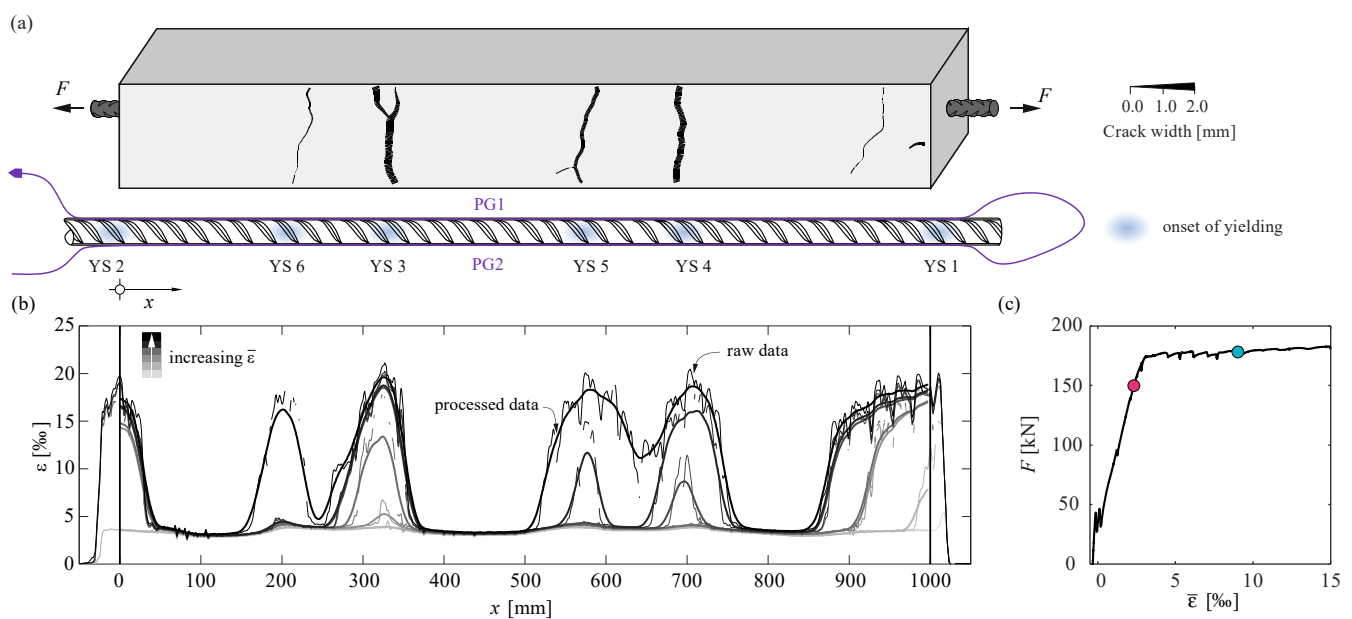 (a)
F
F
0.0 1.0 2.0
Crack width [mm]
PG1
onset of yielding
PG2
YS 2 YS 6 YS 3 YS 5 YS 4 YS 1
x
(b)
25
20
15
10
5
0
ε [‰]
increasing ε̅
raw data
processed data
0 100 200 300 400 500 600 700 800 900 1000
x [mm]
(c)
200
150
100
50
0
F [kN]
0 5 10 15
ε̅ [‰]